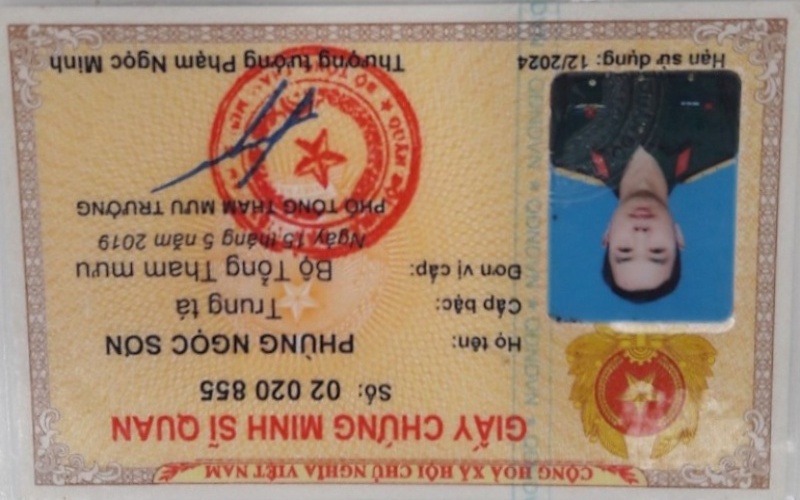 CỘNG HOÀ XÃ HỘI CHỦ NGHĨA VIỆT NAM
GIẤY CHỨNG MINH SĨ QUAN
Số: 02 020 855
Họ tên: PHÙNG NGỌC SƠN
Cấp bậc: Trung tá
Đơn vị cấp: Bộ Tổng Tham mưu
Ngày 15 tháng 5 năm 2019
PHÓ TỔNG THAM MƯU TRƯỞNG
Hạn sử dụng: 12/2024
Thượng tướng Phạm Ngọc Minh